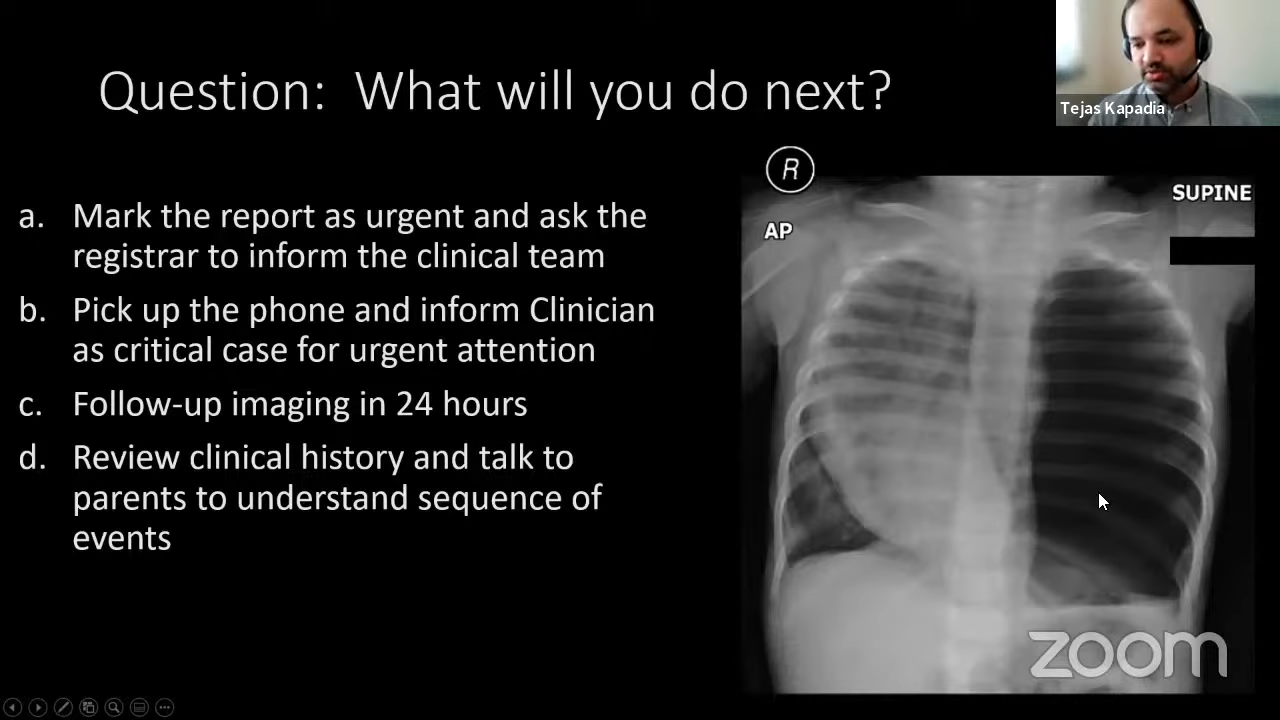 Question:  What will you do next?
Tejas Kapadia
R
SUPINE
AP
a. Mark the report as urgent and ask the
registrar to inform the clinical team
b. Pick up the phone and inform Clinician
as critical case for urgent attention
c. Follow-up imaging in 24 hours
d. Review clinical history and talk to
parents to understand sequence of
events
zoom